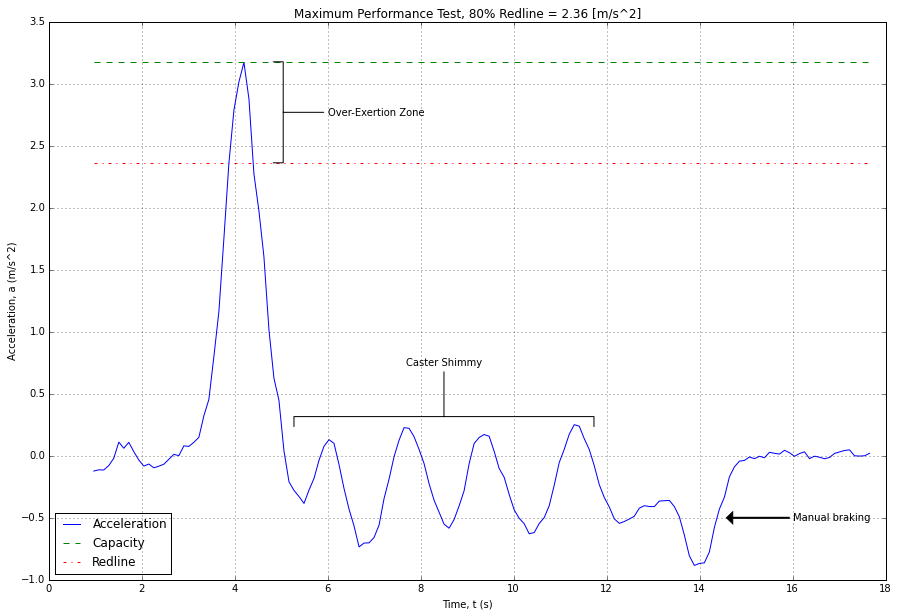 Maximum Performance Test, 80% Redline = 2.36 [m/s^2]
3.5
3.0
2.5
2.0
1.5
1.0
0.5
0.0
−0.5
−1.0
Acceleration, a (m/s^2)
Over-Exertion Zone
Caster Shimmy
Manual braking
Acceleration
Capacity
Redline
0 2 4 6 8 10 12 14 16 18
Time, t (s)